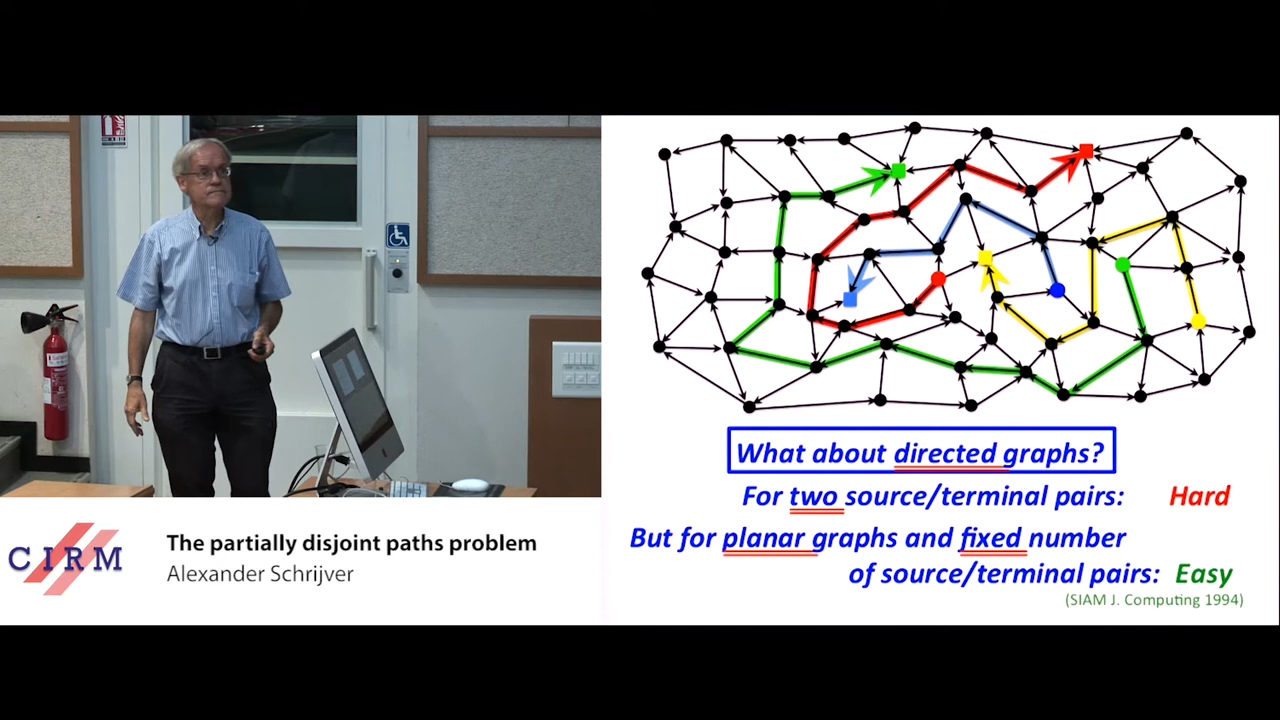 CIRM
The partially disjoint paths problem
Alexander Schrijver
What about directed graphs?
For two source/terminal pairs: Hard
But for planar graphs and fixed number
of source/terminal pairs: Easy
(SIAM J. Computing 1994)